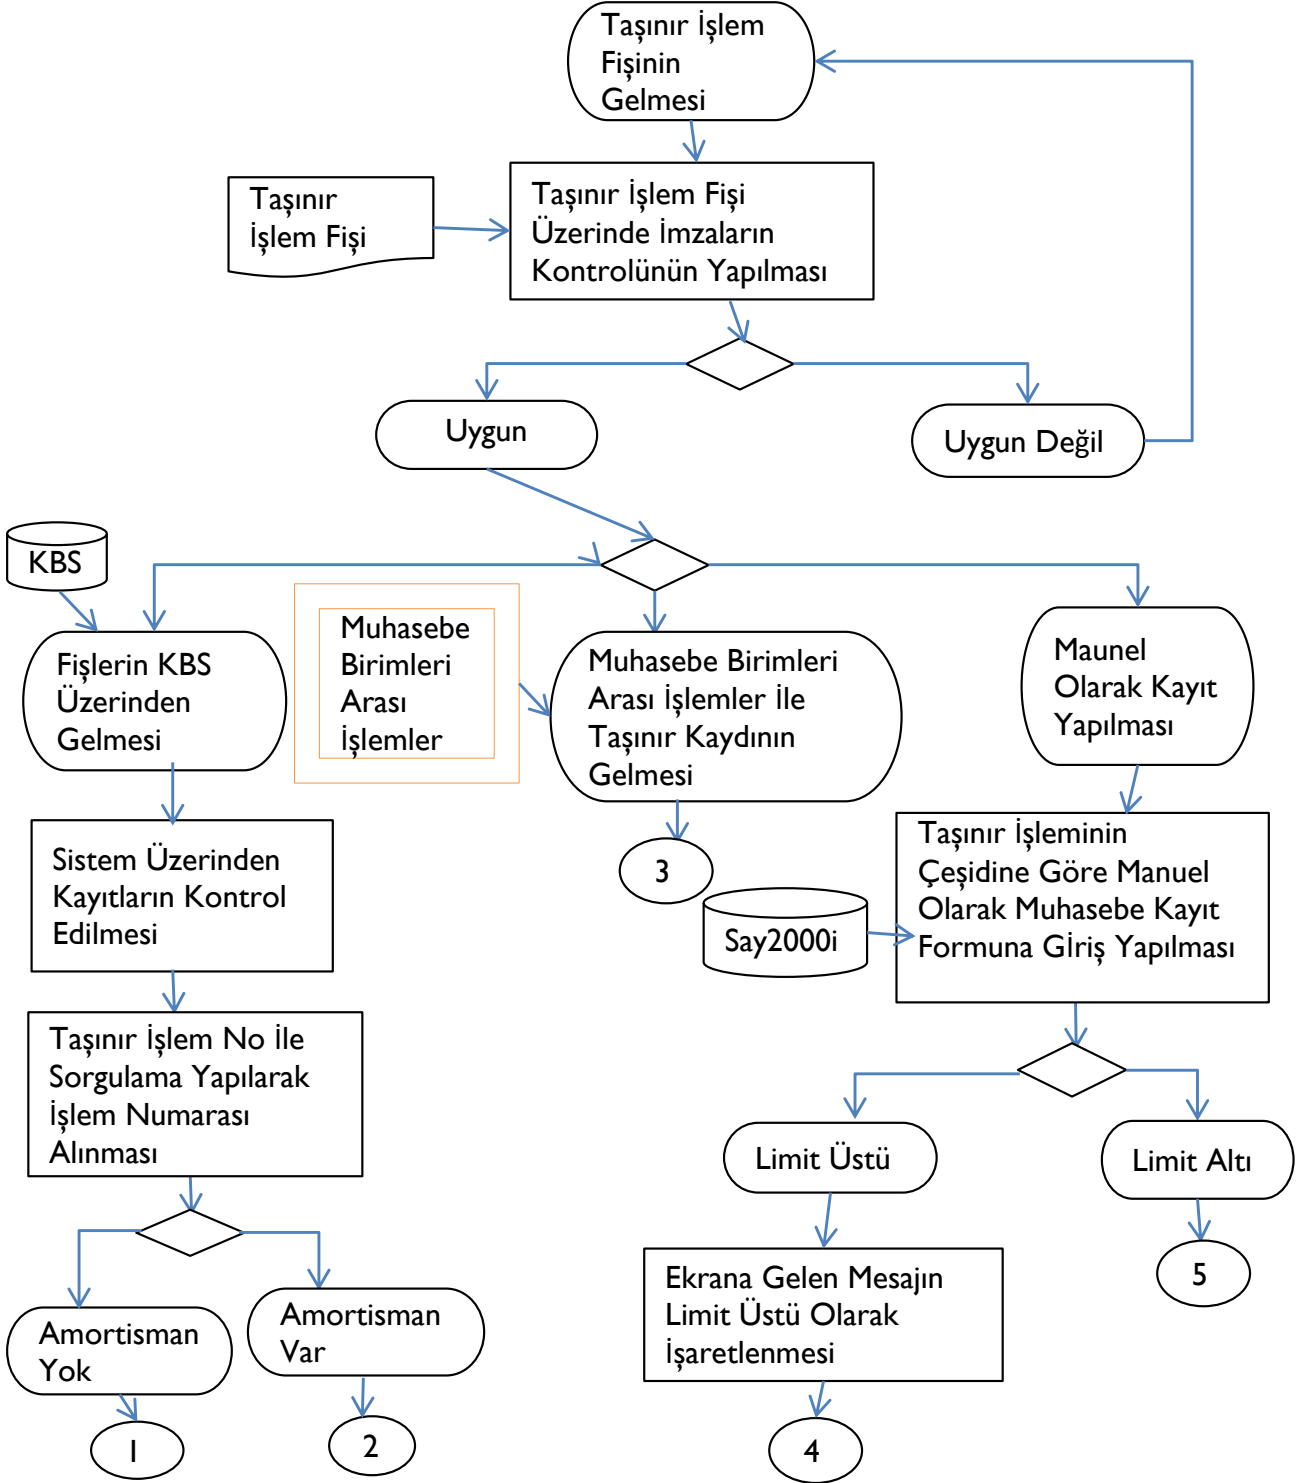 Taşınır İşlem
Fişinin
Gelmesi
Taşınır
İşlem Fişi
Taşınır İşlem Fişi
Üzerinde İmzaların
Kontrolünün Yapılması
Uygun
Uygun Değil
KBS
Fişlerin KBS
Üzerinden
Gelmesi
Muhasebe
Birimleri
Arası
İşlemler
Muhasebe Birimleri
Arası İşlemler İle
Taşınır Kaydının
Gelmesi
Maunel
Olarak Kayıt
Yapılması
Sistem Üzerinden
Kayıtların Kontrol
Edilmesi
3
Say2000i
Taşınır İşleminin
Çeşidine Göre Manuel
Olarak Muhasebe Kayıt
Formuna Gİriş Yapılması
Taşınır İşlem No İle
Sorgulama Yapılarak
İşlem Numarası
Alınması
Limit Üstü
Limit Altı
Amortisman
Yok
Amortisman
Var
Ekrana Gelen Mesajın
Limit Üstü Olarak
İşaretlenmesi
5
1
2
4